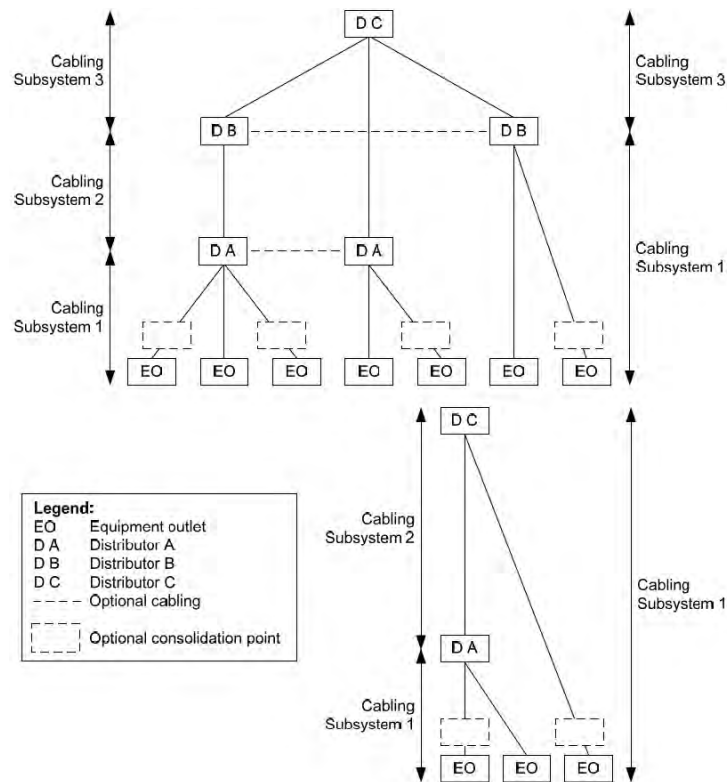 D C
Cabling
Subsystem 3
Cabling
Subsystem 3
D B
D B
Cabling
Subsystem 2
D A
D A
Cabling
Subsystem 1
Cabling
Subsystem 1
EO
EO
EO
EO
EO
EO
EO
D C
Cabling
Subsystem 2
Cabling
Subsystem 1
Legend:
EO Equipment outlet
D A Distributor A
D B Distributor B
D C Distributor C
Optional cabling
Optional consolidation point
D A
Cabling
Subsystem 1
EO
EO
EO